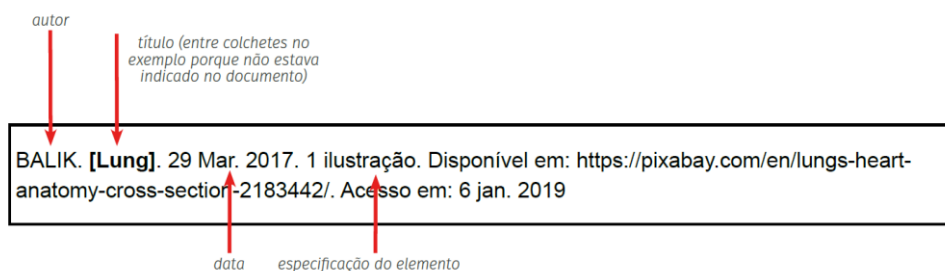 autor
título (entre colchetes no
exemplo porque não estava
indicado no documento)
BALIK. [Lung]. 29 Mar. 2017. 1 ilustração. Disponível em: https://pixabay.com/en/lungs-heart-
anatomy-cross-section-2183442/. Acesso em: 6 jan. 2019
data especificação do elemento